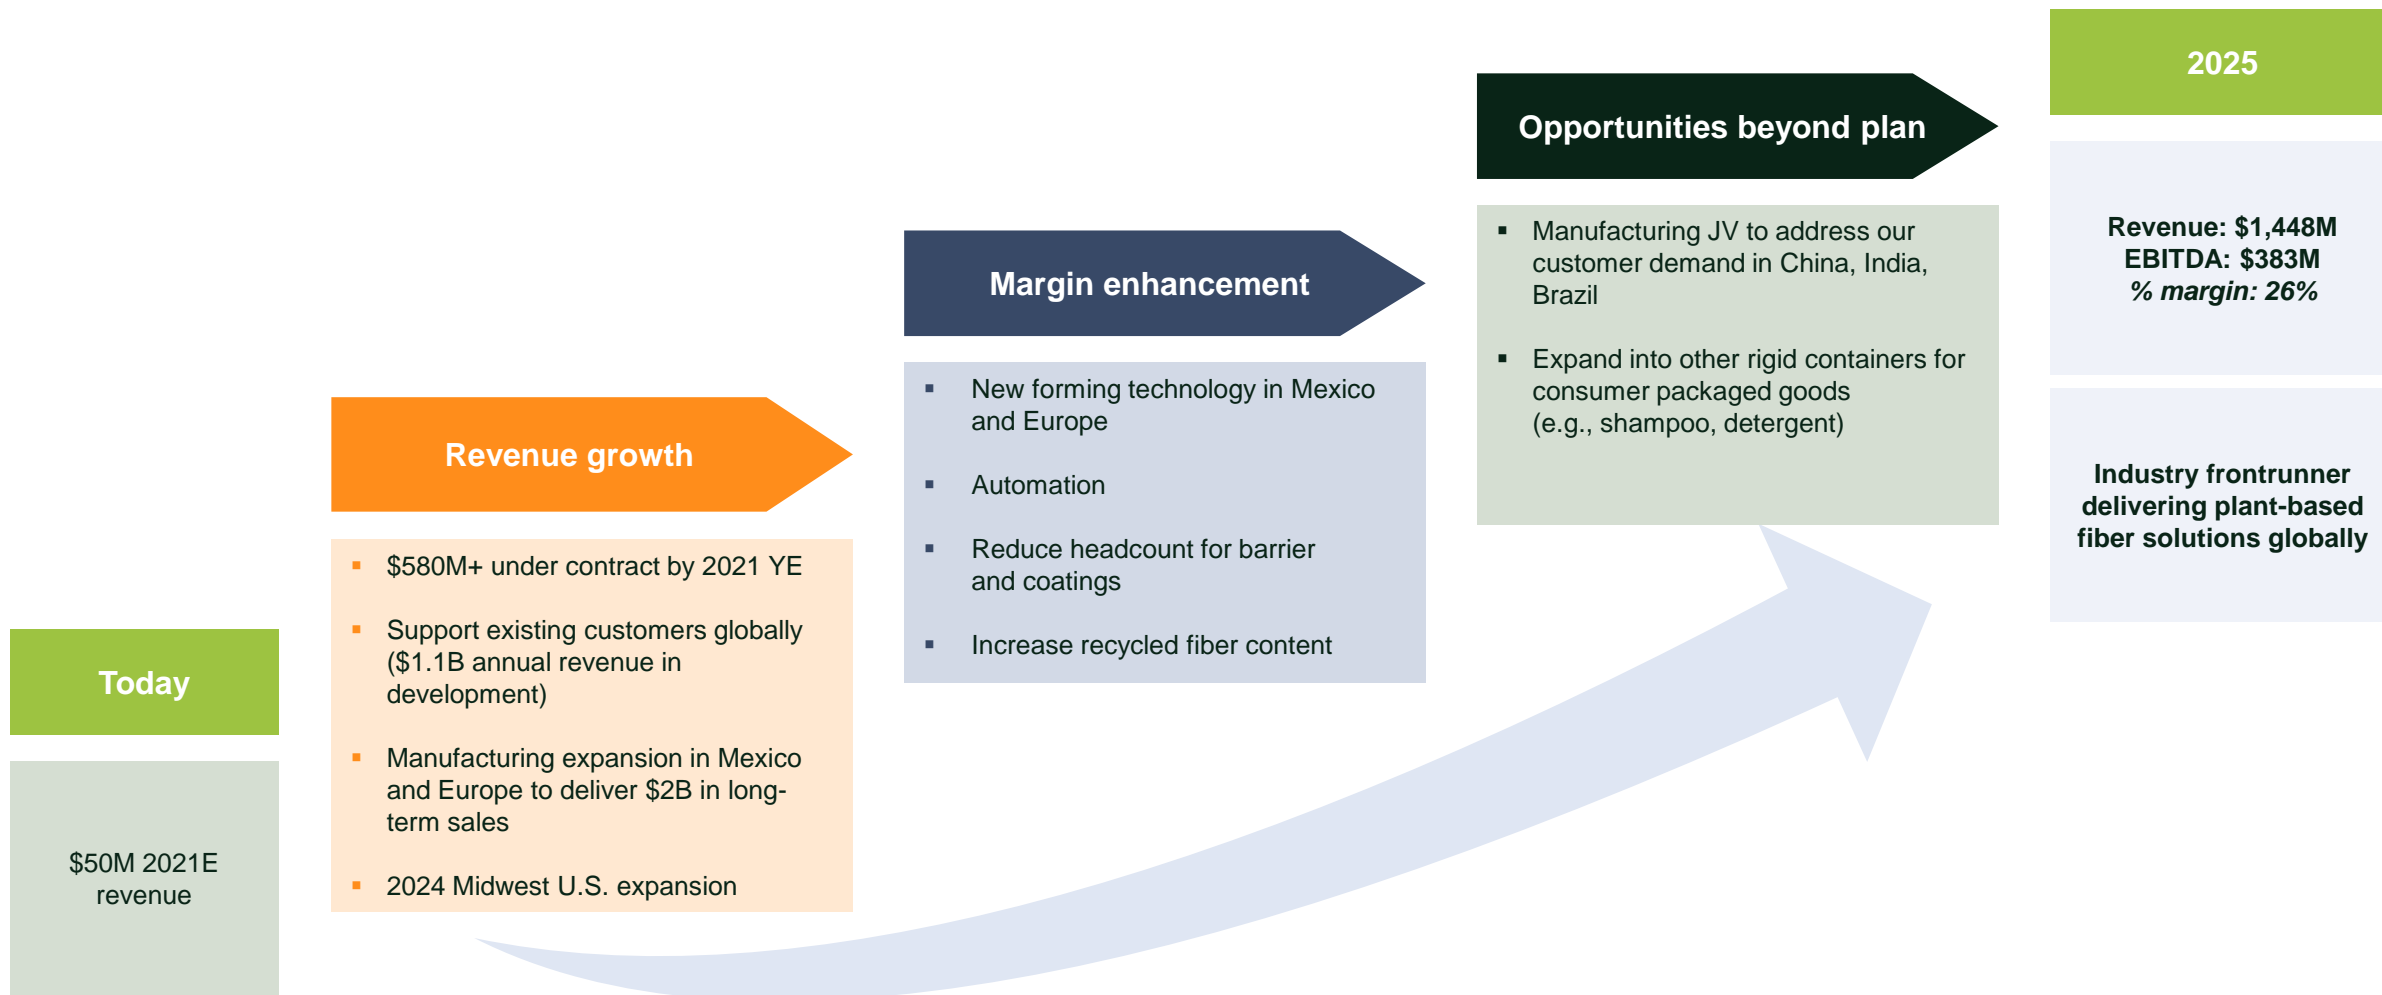 Today
$50M 2021E
revenue
Revenue growth
▪ $580M+ under contract by 2021 YE
▪ Support existing customers globally
($1.1B annual revenue in
development)
▪ Manufacturing expansion in Mexico
and Europe to deliver $2B in long-
term sales
▪ 2024 Midwest U.S. expansion
Margin enhancement
▪ New forming technology in Mexico
and Europe
▪ Automation
▪ Reduce headcount for barrier
and coatings
▪ Increase recycled fiber content
Opportunities beyond plan
▪ Manufacturing JV to address our
customer demand in China, India,
Brazil
▪ Expand into other rigid containers for
consumer packaged goods
(e.g., shampoo, detergent)
2025
Revenue: $1,448M
EBITDA: $383M
% margin: 26%
Industry frontrunner
delivering plant-based
fiber solutions globally